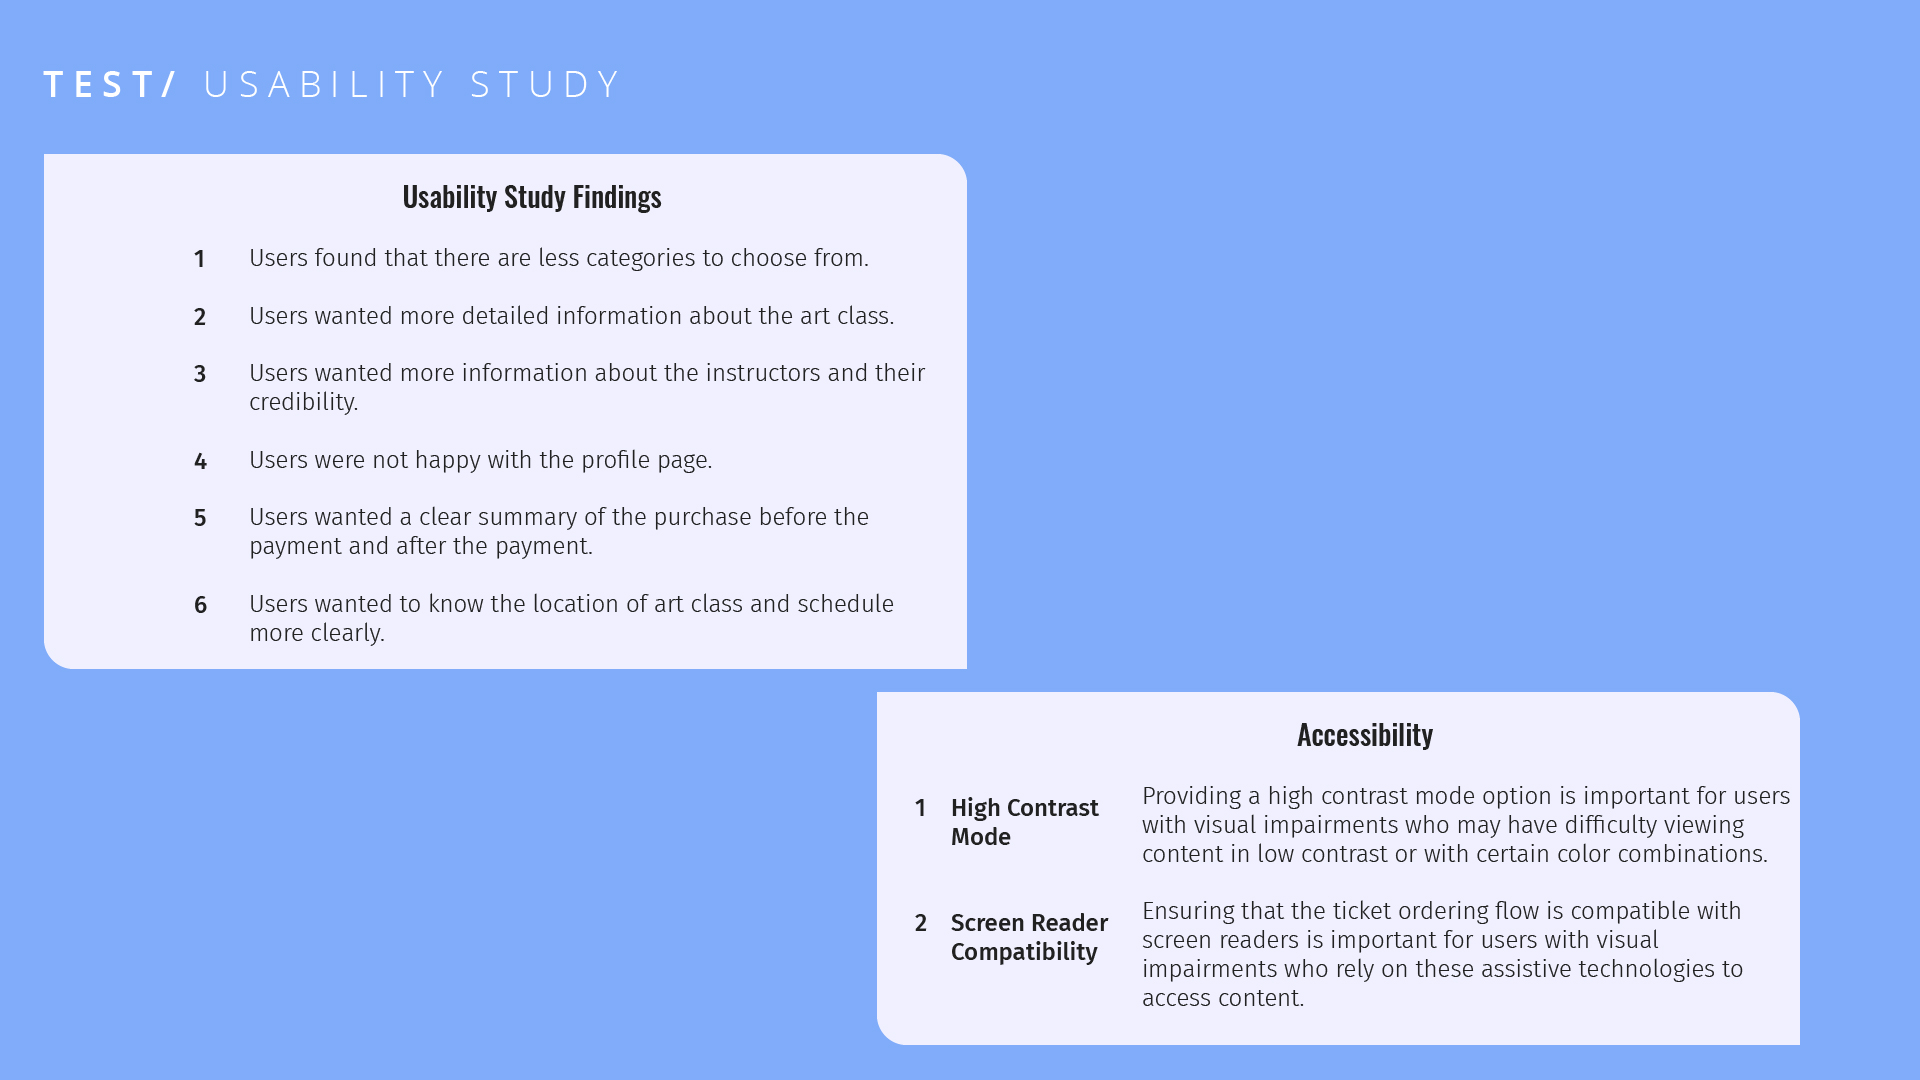 TEST/ USABILITY STUDY
Usability Study Findings
1 Users found that there are less categories to choose from.
2 Users wanted more detailed information about the art class.
3 Users wanted more information about the instructors and their
credibility.
4 Users were not happy with the profile page.
5 Users wanted a clear summary of the purchase before the
payment and after the payment.
6 Users wanted to know the location of art class and schedule
more clearly.
Accessibility
1 High Contrast
Mode
Providing a high contrast mode option is important for users
with visual impairments who may have difficulty viewing
content in low contrast or with certain color combinations.
2 Screen Reader
Compatibility
Ensuring that the ticket ordering flow is compatible with
screen readers is important for users with visual
impairments who rely on these assistive technologies to
access content.